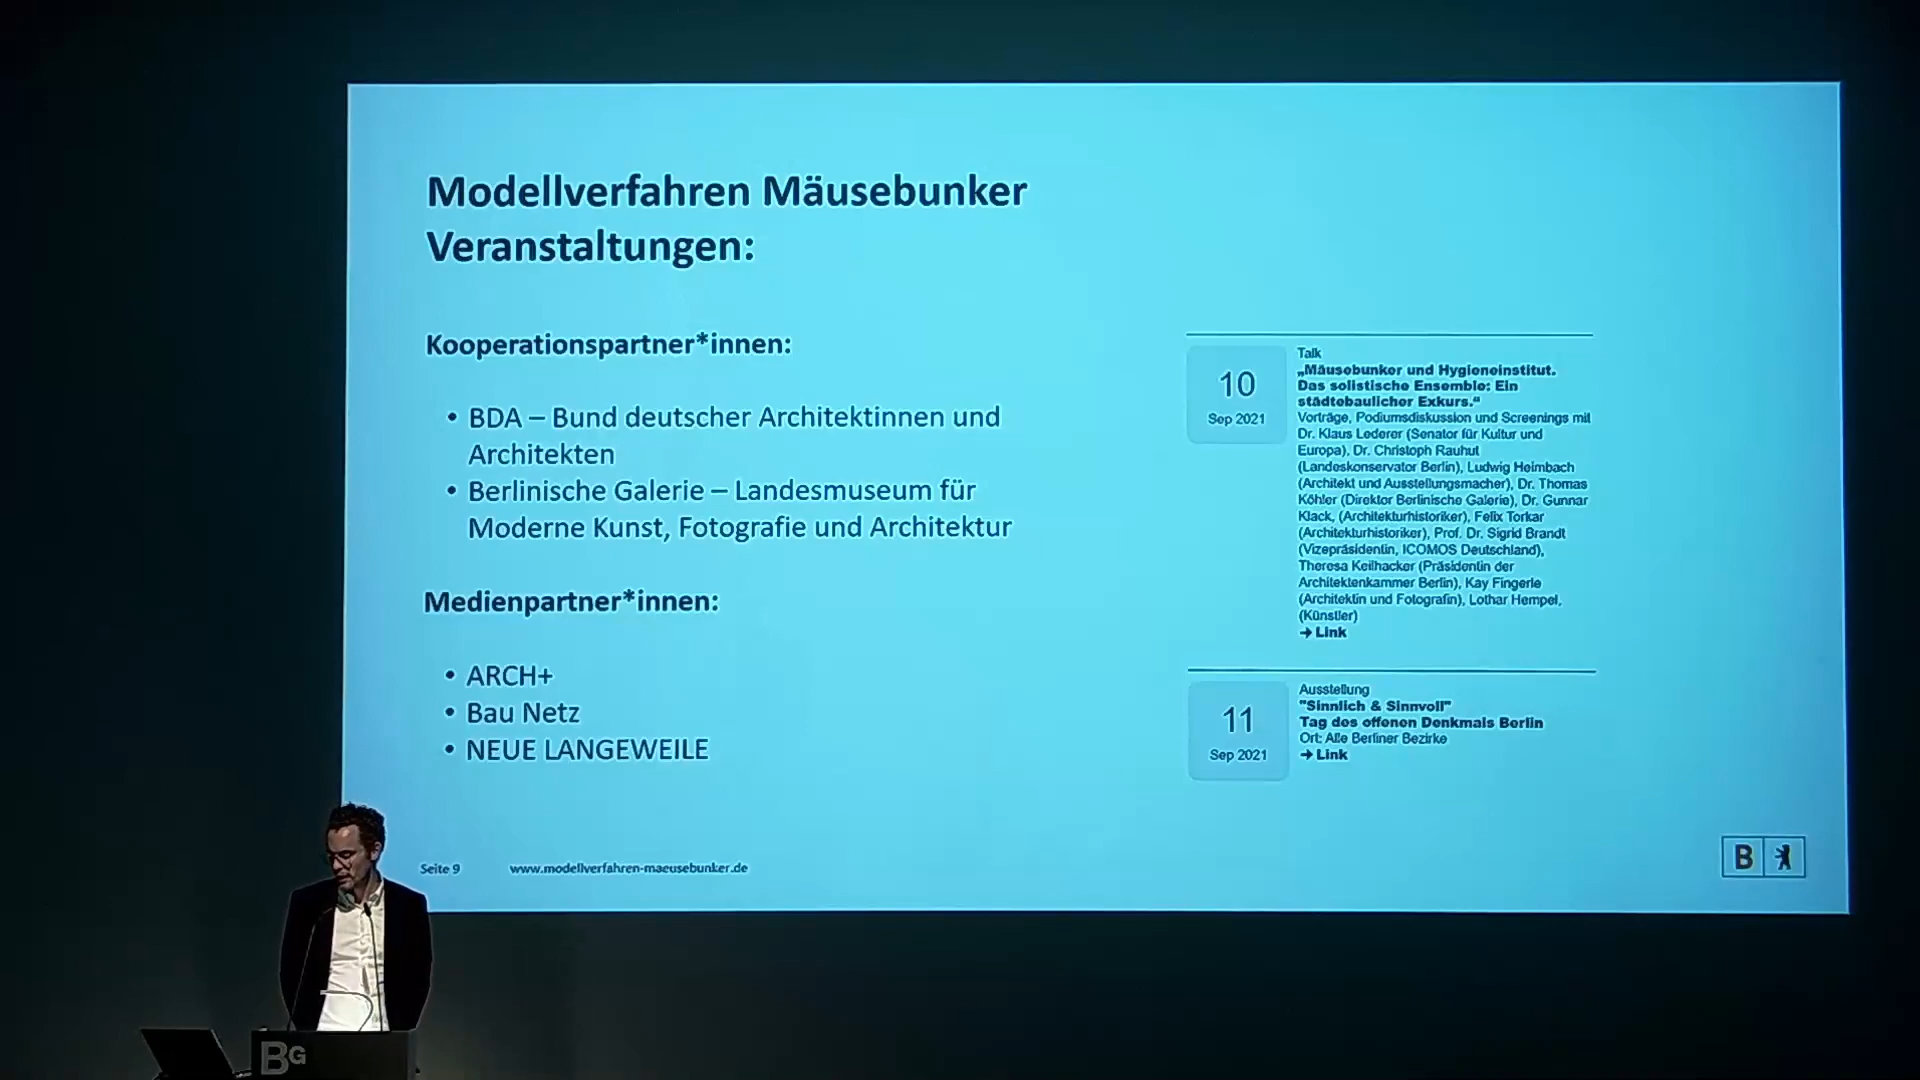 Modellverfahren Mäusebunker
Veranstaltungen:
Kooperationspartner*innen:
• BDA – Bund deutscher Architektinnen und
Architekten
• Berlinische Galerie – Landesmuseum für
Moderne Kunst, Fotografie und Architektur
Medienpartner*innen:
• ARCH+
• Bau Netz
• NEUE LANGEWEILE
Seite 9 www.modellverfahren-maeusebunker.de
10
Sep 2021
Talk
„Mäusebunker und Hygieneinstitut.
Das solistische Ensemble: Ein
städtebaulicher Exkurs.“
Vorträge, Podiumsdiskussion und Screenings mit
Dr. Klaus Lederer (Senator für Kultur und
Europa), Dr. Christoph Rauhut
(Landeskonservator Berlin), Ludwig Heimbach
(Architekt und Ausstellungsmacher), Dr. Thomas
Köhler (Direktor Berlinische Galerie), Dr. Gunnar
Klack, (Architekturhistoriker), Felix Torkar
(Architekturhistoriker), Prof. Dr. Sigrid Brandt
(Vizepräsidentin, ICOMOS Deutschland),
Theresa Keilhacker (Präsidentin der
Architektenkammer Berlin), Kay Fingerle
(Architektin und Fotografin), Lothar Hempel,
(Künstler)
→ Link
11
Sep 2021
Ausstellung
"Sinnlich & Sinnvoll"
Tag des offenen Denkmals Berlin
Ort: Alle Berliner Bezirke
→ Link
B
BG